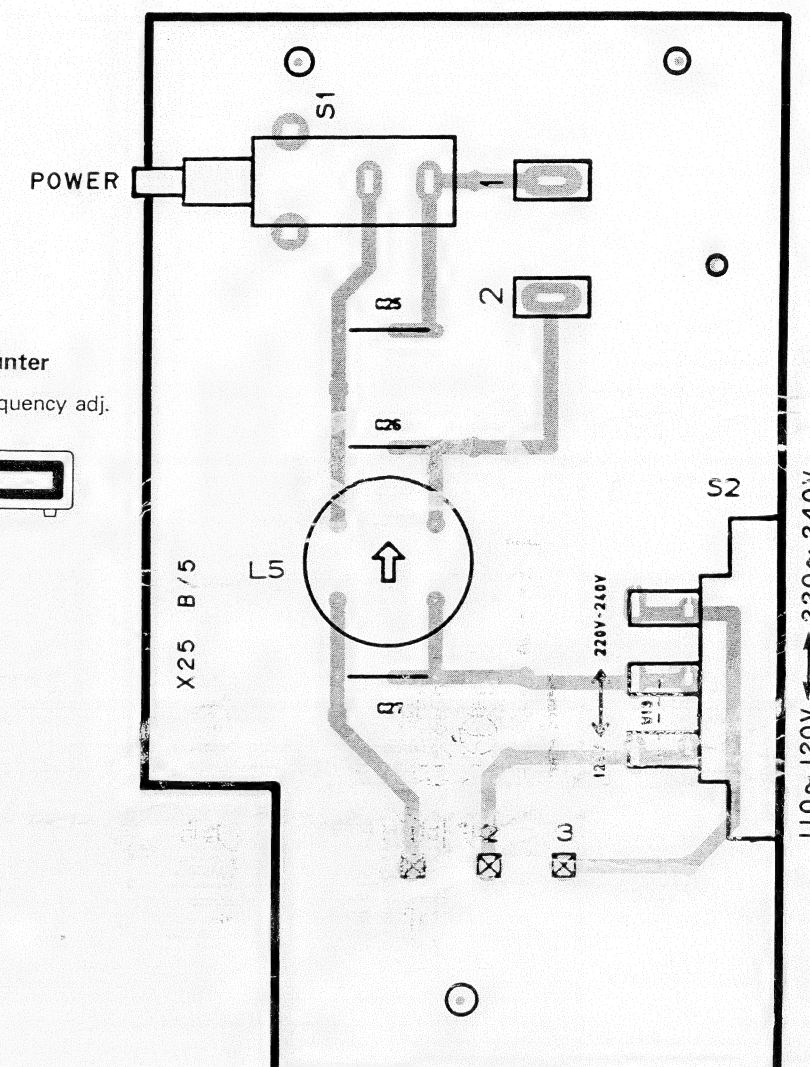 S1
POWER
1
2
C25
unter
quency adj.
C26
S2
L5
X25 B/5
220V-240V
C27
110~120V ↔ 220~240V
2
3